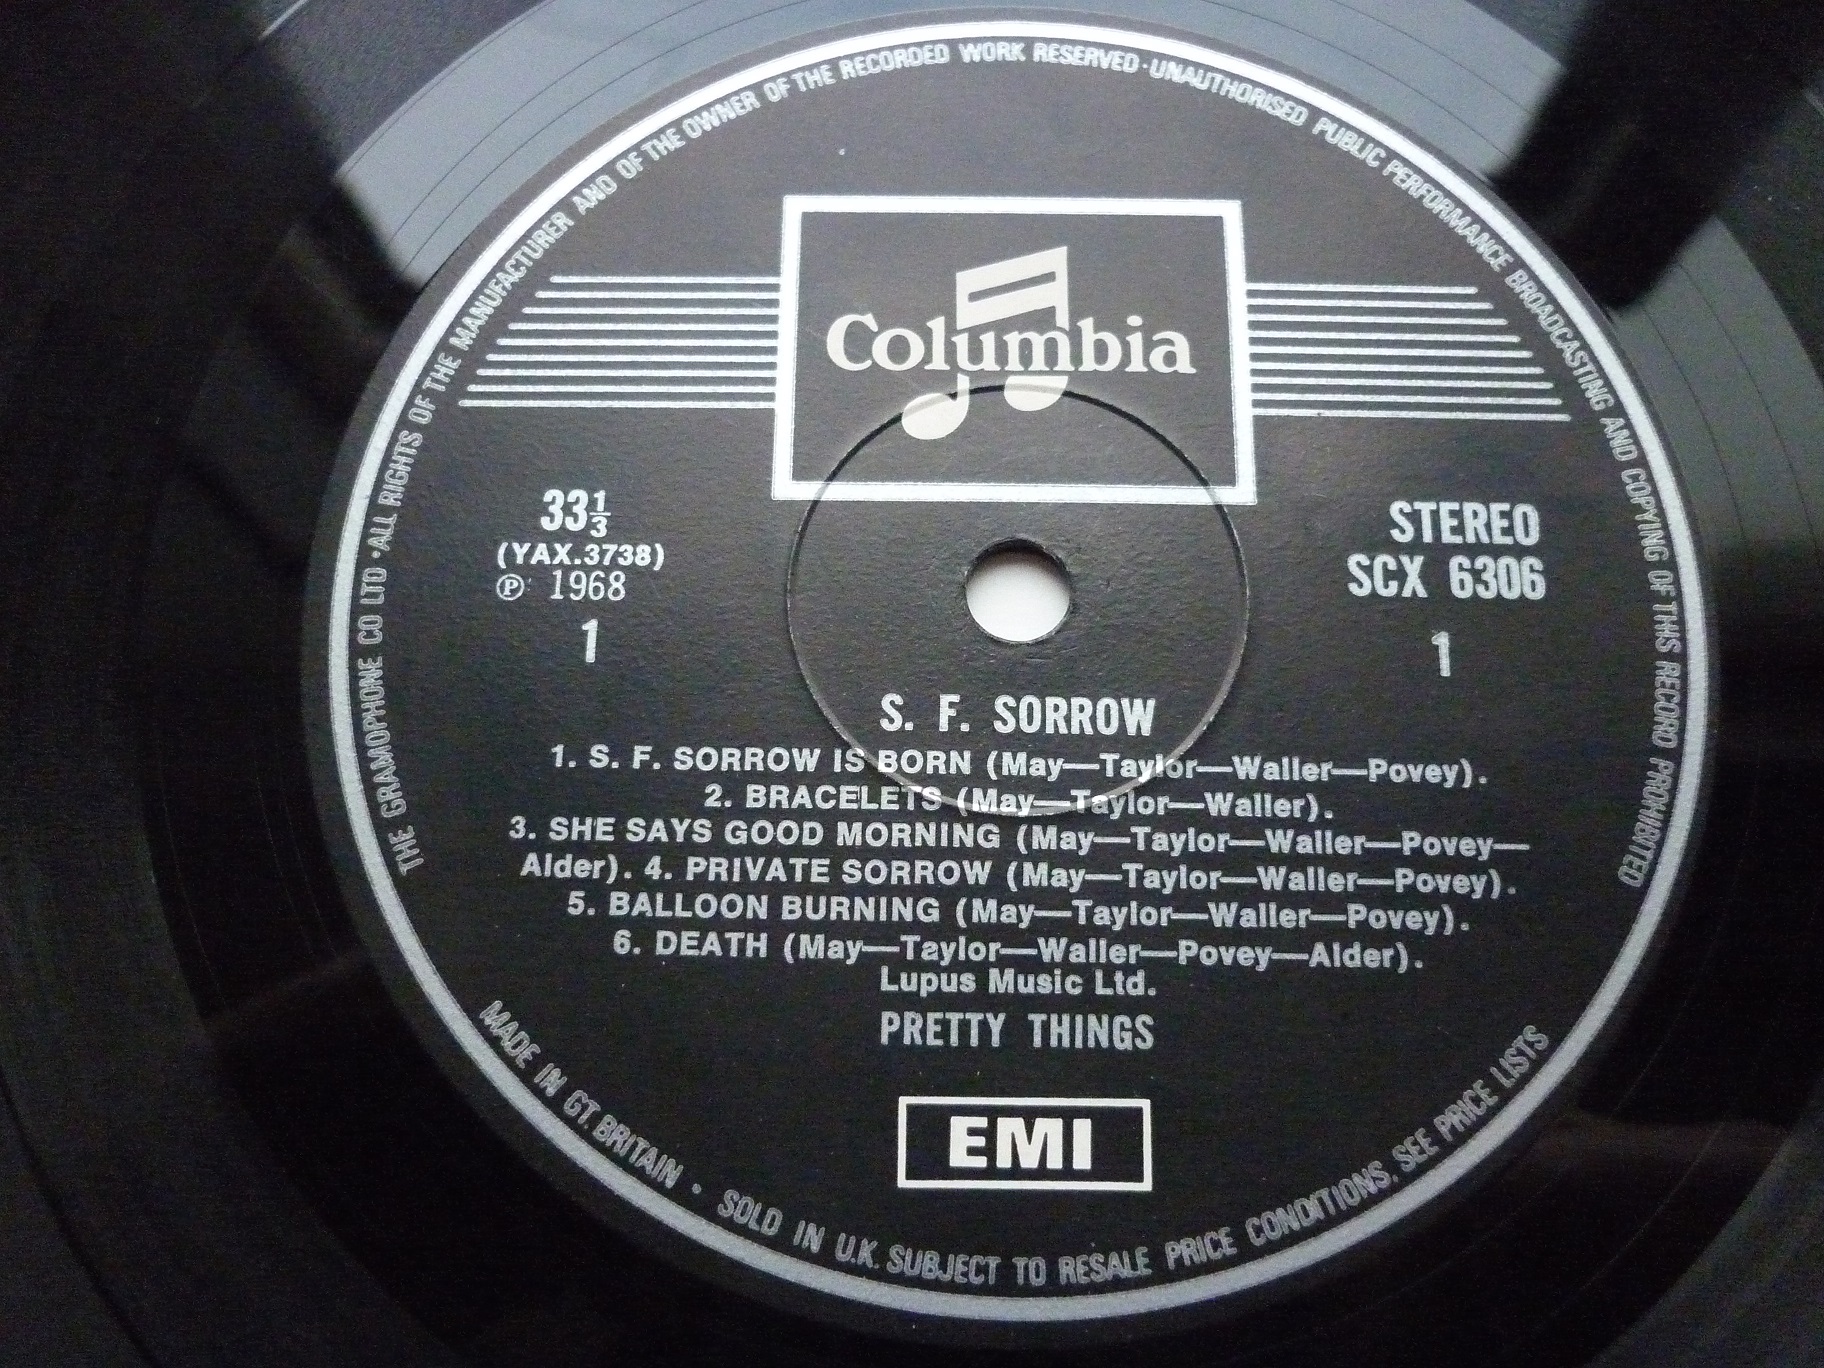 THE GRAMOPHONE CO LTD · ALL RIGHTS OF THE MANUFACTURER AND OF THE OWNER OF THE RECORDED WORK RESERVED · UNAUTHORISED PUBLIC PERFORMANCE BROADCASTING AND COPYING OF THIS RECORD PROHIBITED
Columbia
33⅓
(YAX.3738)
℗ 1968
1
STEREO
SCX 6306
1
S. F. SORROW
1. S. F. SORROW IS BORN (May—Taylor—Waller—Povey).
2. BRACELETS (May—Taylor—Waller).
3. SHE SAYS GOOD MORNING (May—Taylor—Waller—Povey—
Alder). 4. PRIVATE SORROW (May—Taylor—Waller—Povey).
5. BALLOON BURNING (May—Taylor—Waller—Povey).
6. DEATH (May—Taylor—Waller—Povey—Alder).
Lupus Music Ltd.
PRETTY THINGS
EMI
MADE IN GT. BRITAIN · SOLD IN U.K. SUBJECT TO RESALE PRICE CONDITIONS, SEE PRICE LISTS